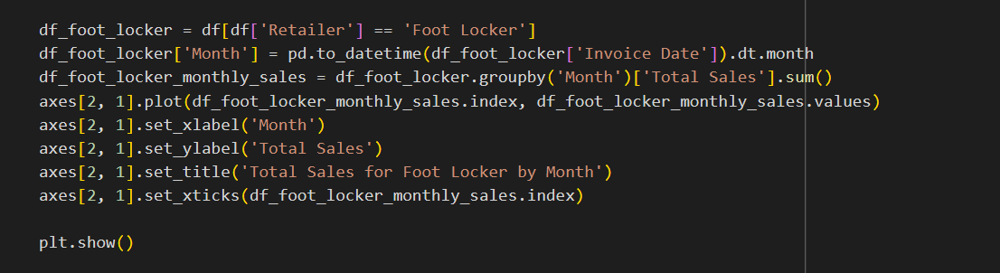 df_foot_locker = df[df['Retailer'] == 'Foot Locker']
df_foot_locker['Month'] = pd.to_datetime(df_foot_locker['Invoice Date']).dt.month
df_foot_locker_monthly_sales = df_foot_locker.groupby('Month')['Total Sales'].sum()
axes[2, 1].plot(df_foot_locker_monthly_sales.index, df_foot_locker_monthly_sales.values)
axes[2, 1].set_xlabel('Month')
axes[2, 1].set_ylabel('Total Sales')
axes[2, 1].set_title('Total Sales for Foot Locker by Month')
axes[2, 1].set_xticks(df_foot_locker_monthly_sales.index)
plt.show()